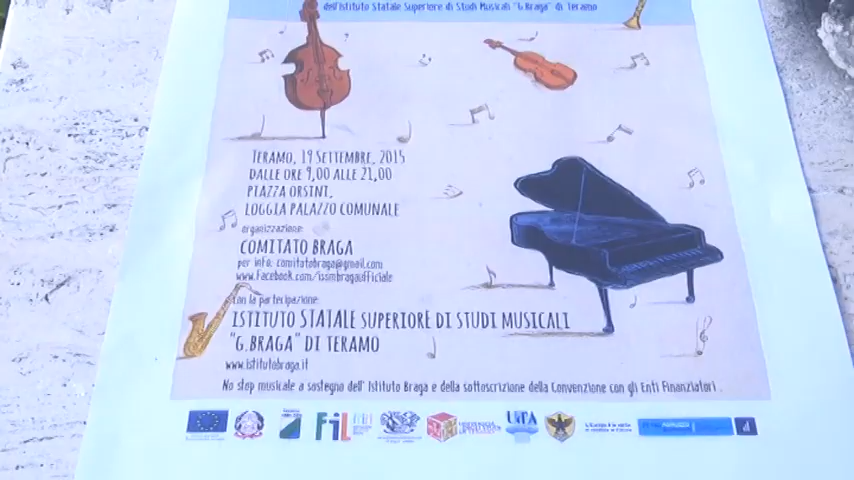 dell'Istituto Statale Superiore di Studi Musicali "G. Braga" di Teramo
TERAMO, 19 SETTEMBRE, 2015
DALLE ORE 9,00 ALLE 21,00
PIAZZA ORSINI,
LOGGIA PALAZZO COMUNALE
organizzazione:
COMITATO BRAGA
per info: comitatobraga@gmail.com
www.facebook.com/issmbragaufficiale
con la partecipazione:
ISTITUTO STATALE SUPERIORE DI STUDI MUSICALI
"G. BRAGA" DI TERAMO
www.istitutobraga.it
No stop musicale a sostegno dell' Istituto Braga e della sottoscrizione della Convenzione con gli Enti Finanziatori.
FiL
UITA